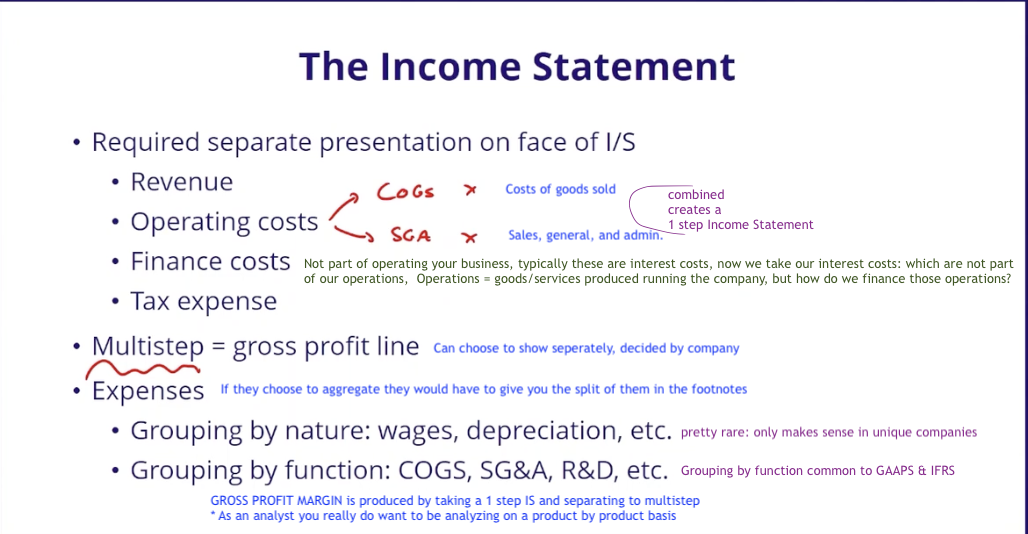 The Income Statement
• Required separate presentation on face of I/S
• Revenue
COGS x Costs of goods sold
combined
creates a
1 step Income Statement
• Operating costs
SGA x Sales, general, and admin.
• Finance costs Not part of operating your business, typically these are interest costs, now we take our interest costs: which are not part
of our operations, Operations = goods/services produced running the company, but how do we finance those operations?
• Tax expense
• Multistep = gross profit line Can choose to show seperately, decided by company
• Expenses If they choose to aggregate they would have to give you the split of them in the footnotes
• Grouping by nature: wages, depreciation, etc. pretty rare: only makes sense in unique companies
• Grouping by function: COGS, SG&A, R&D, etc. Grouping by function common to GAAPS & IFRS
GROSS PROFIT MARGIN is produced by taking a 1 step IS and separating to multistep
* As an analyst you really do want to be analyzing on a product by product basis